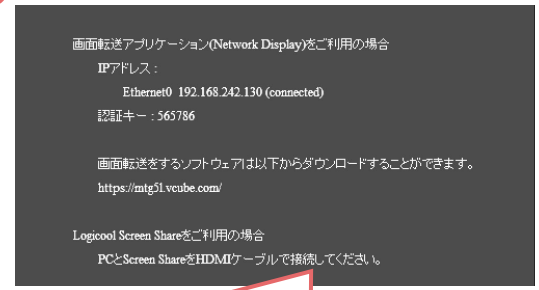 画面転送アプリケーション(Network Display)をご利用の場合
IPアドレス :
Ethernet0 192.168.242.130 (connected)
認証キー : 565786
画面転送をするソフトウェアは以下からダウンロードすることができます。
https://mtg5l.vcube.com/
Logicool Screen Shareをご利用の場合
PCとScreen ShareをHDMIケーブルで接続してください。